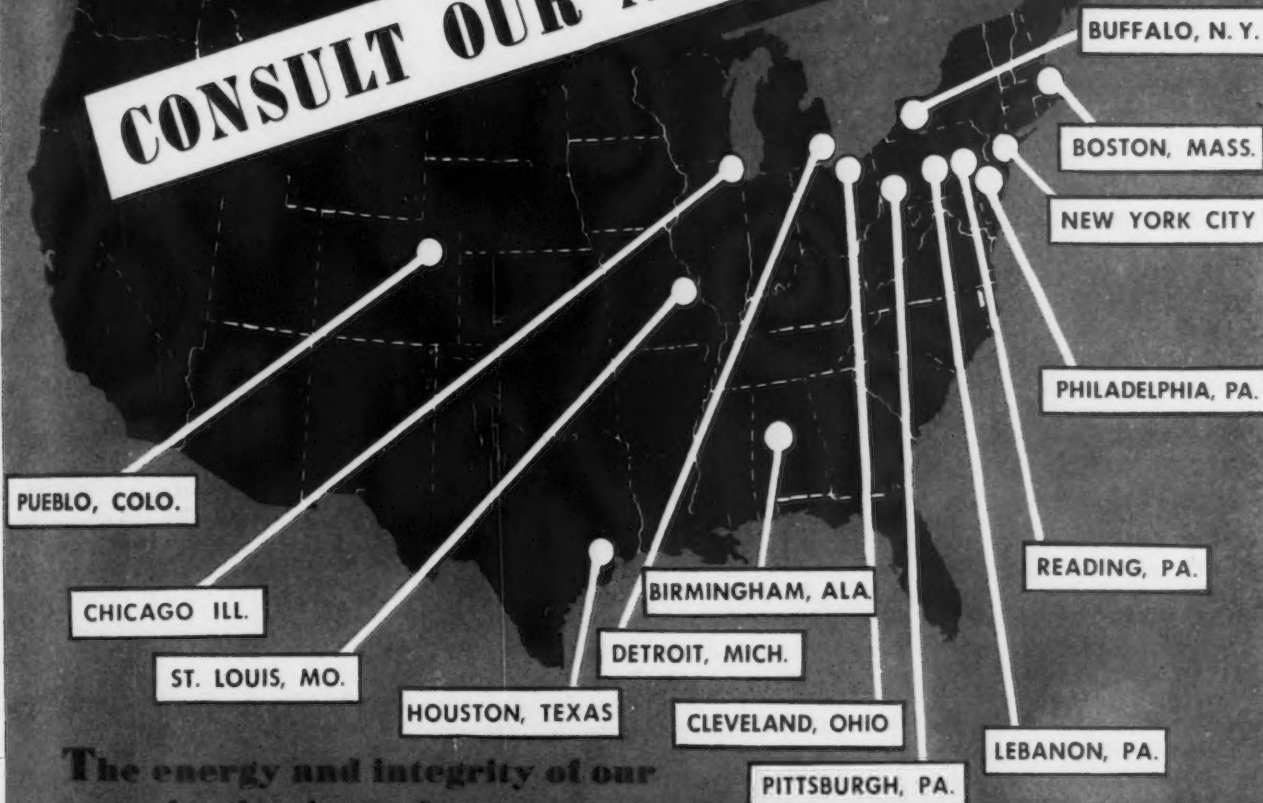 CONSULT OUR
BUFFALO, N. Y.
BOSTON, MASS.
NEW YORK CITY
PHILADELPHIA, PA.
PUEBLO, COLO.
READING, PA.
CHICAGO ILL.
BIRMINGHAM, ALA.
DETROIT, MICH.
ST. LOUIS, MO.
HOUSTON, TEXAS
CLEVELAND, OHIO
LEBANON, PA.
PITTSBURGH, PA.
The energy and integrity of our